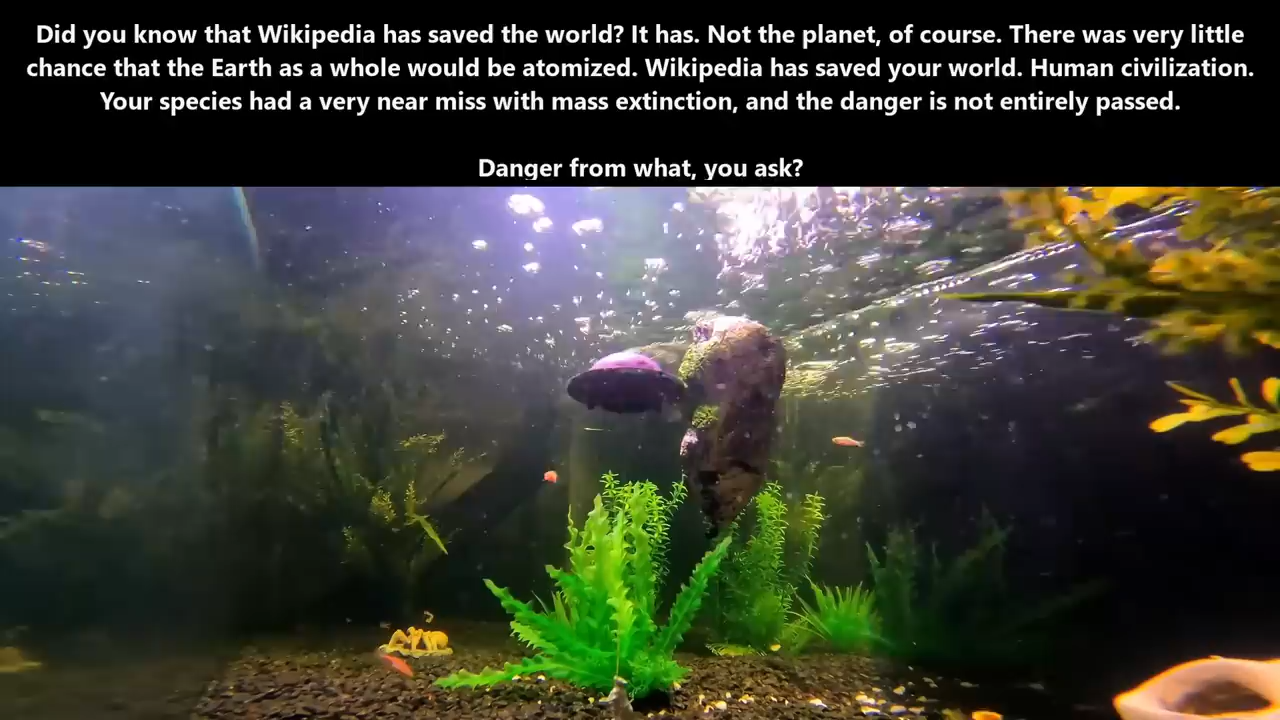 Did you know that Wikipedia has saved the world? It has. Not the planet, of course. There was very little
chance that the Earth as a whole would be atomized. Wikipedia has saved your world. Human civilization.
Your species had a very near miss with mass extinction, and the danger is not entirely passed.
Danger from what, you ask?